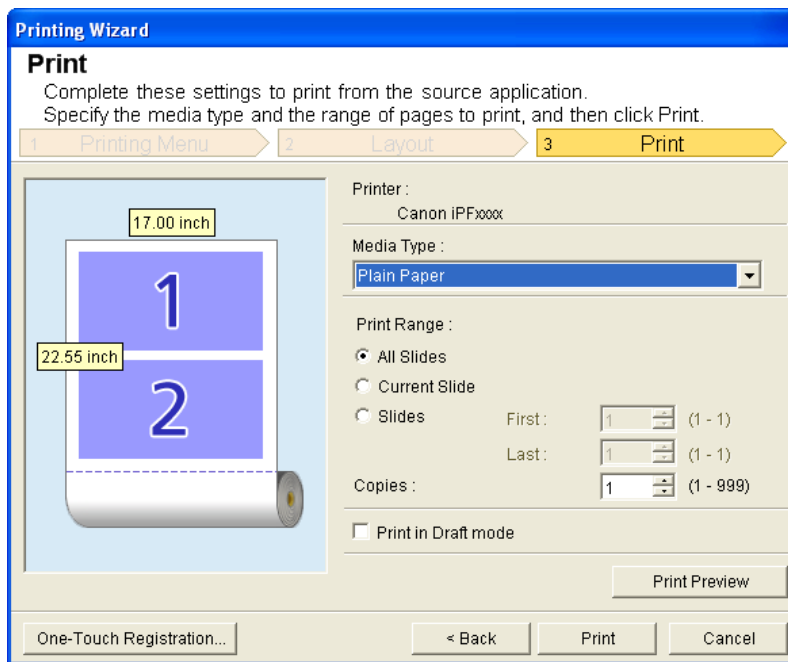 Printing Wizard
Print
Complete these settings to print from the source application.
Specify the media type and the range of pages to print, and then click Print.
1 Printing Menu 2 Layout 3 Print
Printer :
Canon iPFxxxx
17.00 inch
Media Type :
Plain Paper
1
Print Range :
22.55 inch
All Slides
Current Slide
2
Slides First : 1 (1 - 1)
Last : 1 (1 - 1)
Copies : 1 (1 - 999)
Print in Draft mode
Print Preview
One-Touch Registration... < Back Print Cancel